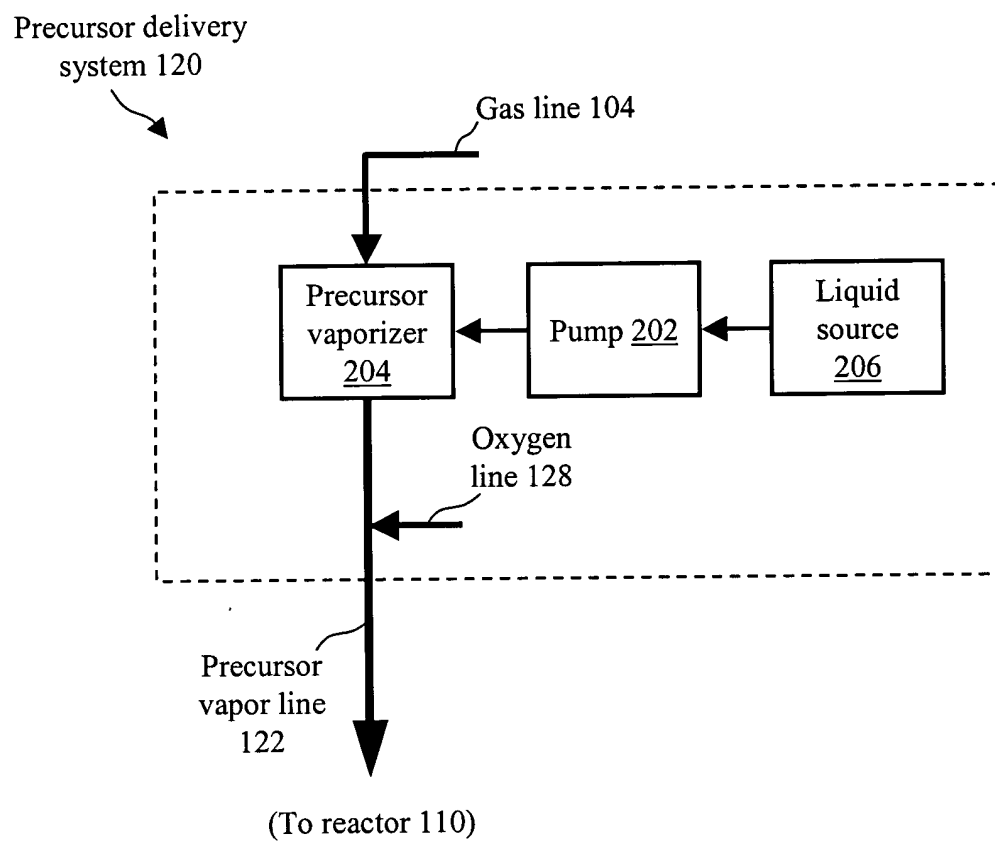 Precursor delivery
system 120
Gas line 104
Precursor
vaporizer
204
Pump 202
Liquid
source
206
Oxygen
line 128
Precursor
vapor line
122
(To reactor 110)